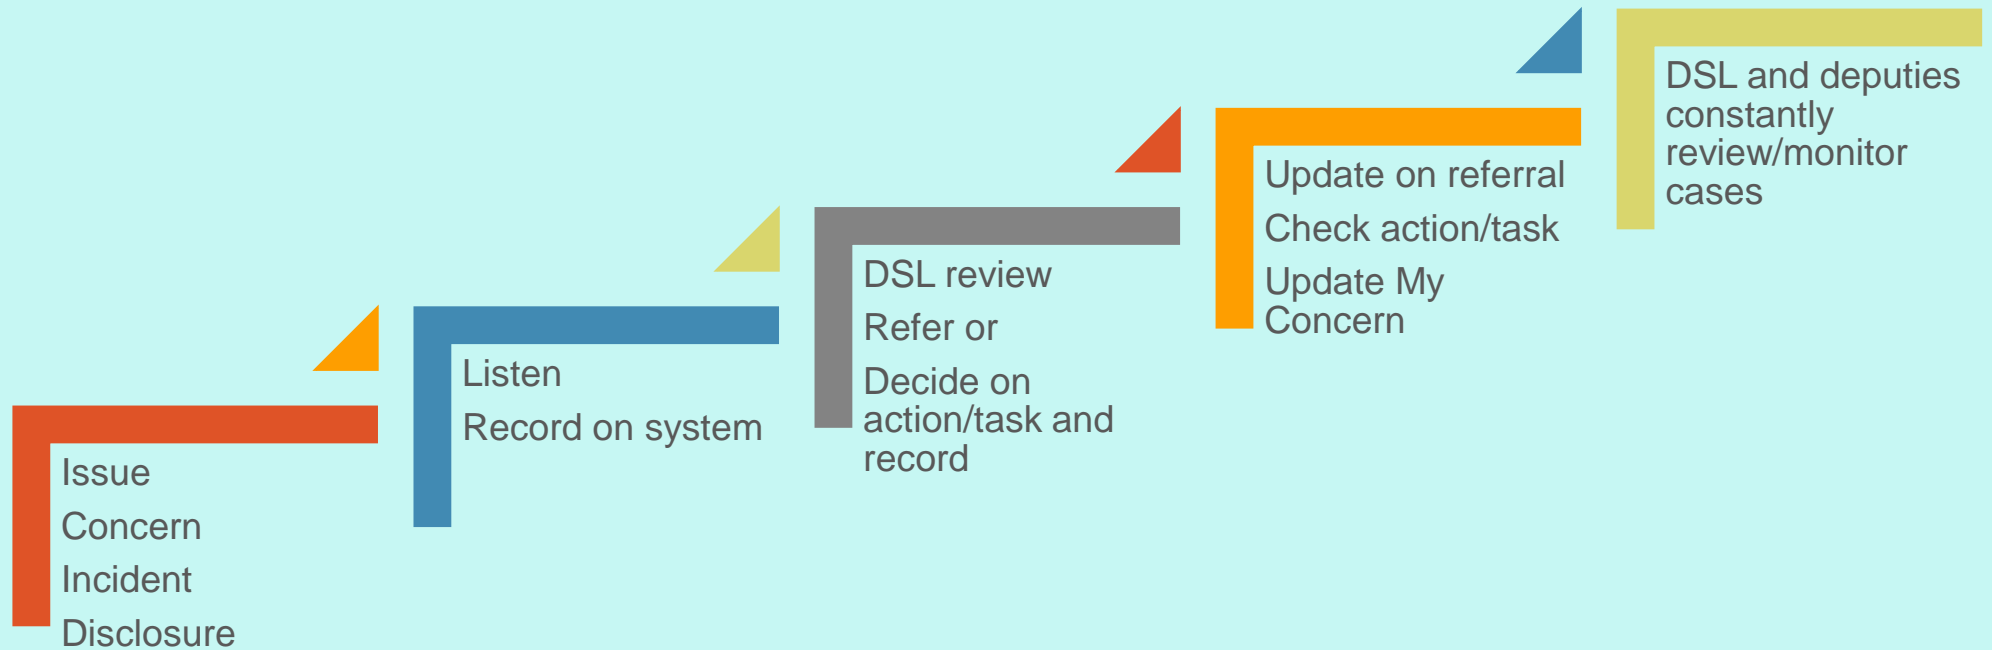 Issue
Concern
Incident
Disclosure
Listen
Record on system
DSL review
Refer or
Decide on
action/task and
record
Update on referral
Check action/task
Update My
Concern
DSL and deputies
constantly
review/monitor
cases